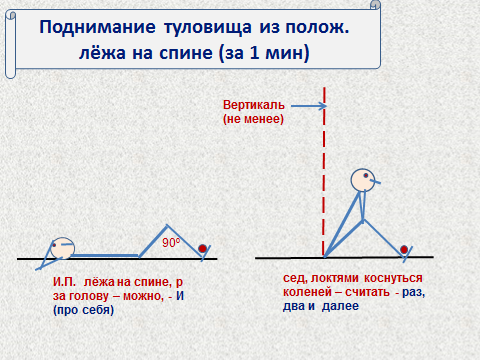 Поднимание туловища из полож.
лёжа на спине (за 1 мин)
Вертикаль
(не менее)
90º
И.П. лёжа на спине, р
за голову – можно, - И
(про себя)
сед, локтями коснуться
коленей – считать - раз,
два и далее